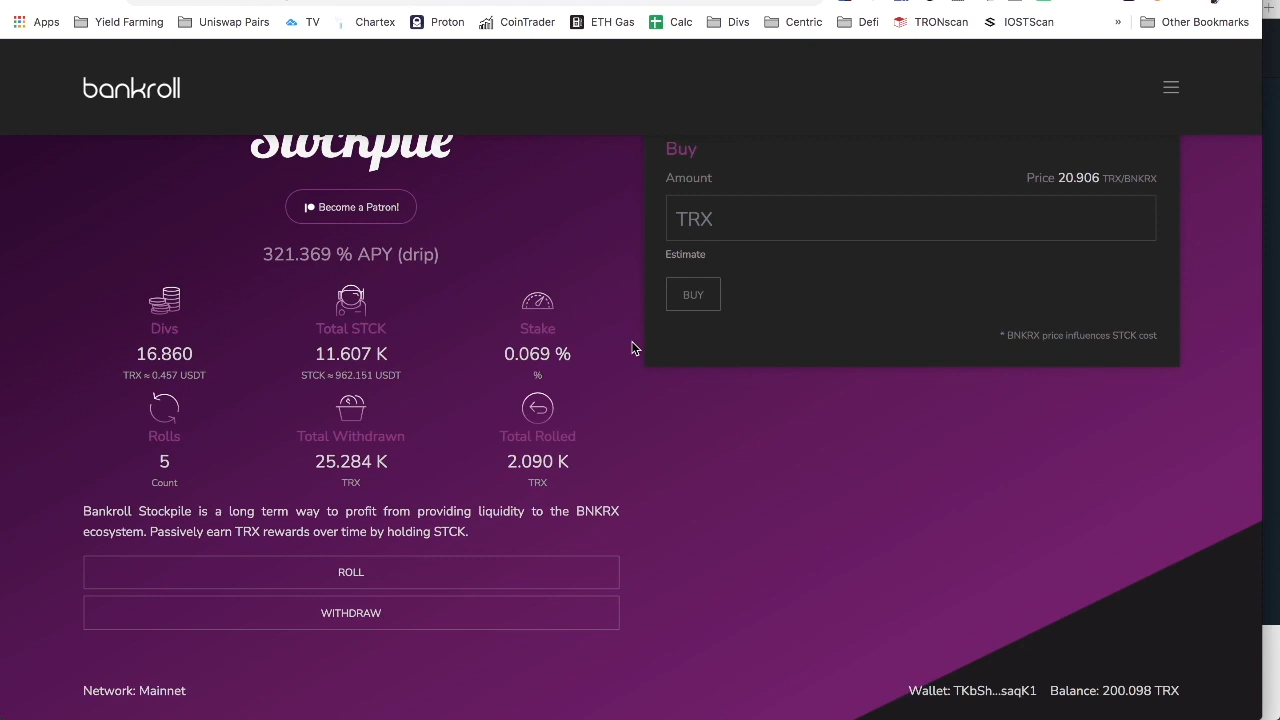 Apps Yield Farming Uniswap Pairs TV Chartex Proton CoinTrader ETH Gas Calc Divs Centric Defi TRONscan IOSTScan » Other Bookmarks
bankroll
Stockpile
Become a Patron!
321.369 % APY (drip)
Divs Total STCK Stake
16.860 11.607 K 0.069 %
TRX ≈ 0.457 USDT STCK ≈ 962.151 USDT %
Rolls Total Withdrawn Total Rolled
5 25.284 K 2.090 K
Count TRX TRX
Bankroll Stockpile is a long term way to profit from providing liquidity to the BNKRX
ecosystem. Passively earn TRX rewards over time by holding STCK.
ROLL
WITHDRAW
Buy
Amount Price 20.906 TRX/BNKRX
TRX
Estimate
BUY
* BNKRX price influences STCK cost
Network: Mainnet Wallet: TKbSh...saqK1 Balance: 200.098 TRX